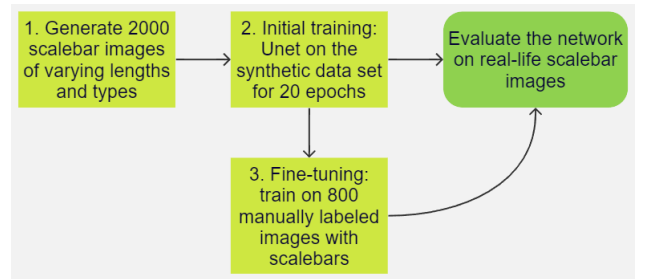 1. Generate 2000
scalebar images
of varying lengths
and types
2. Initial training:
Unet on the
synthetic data set
for 20 epochs
Evaluate the network
on real-life scalebar
images
3. Fine-tuning:
train on 800
manually labeled
images with
scalebars